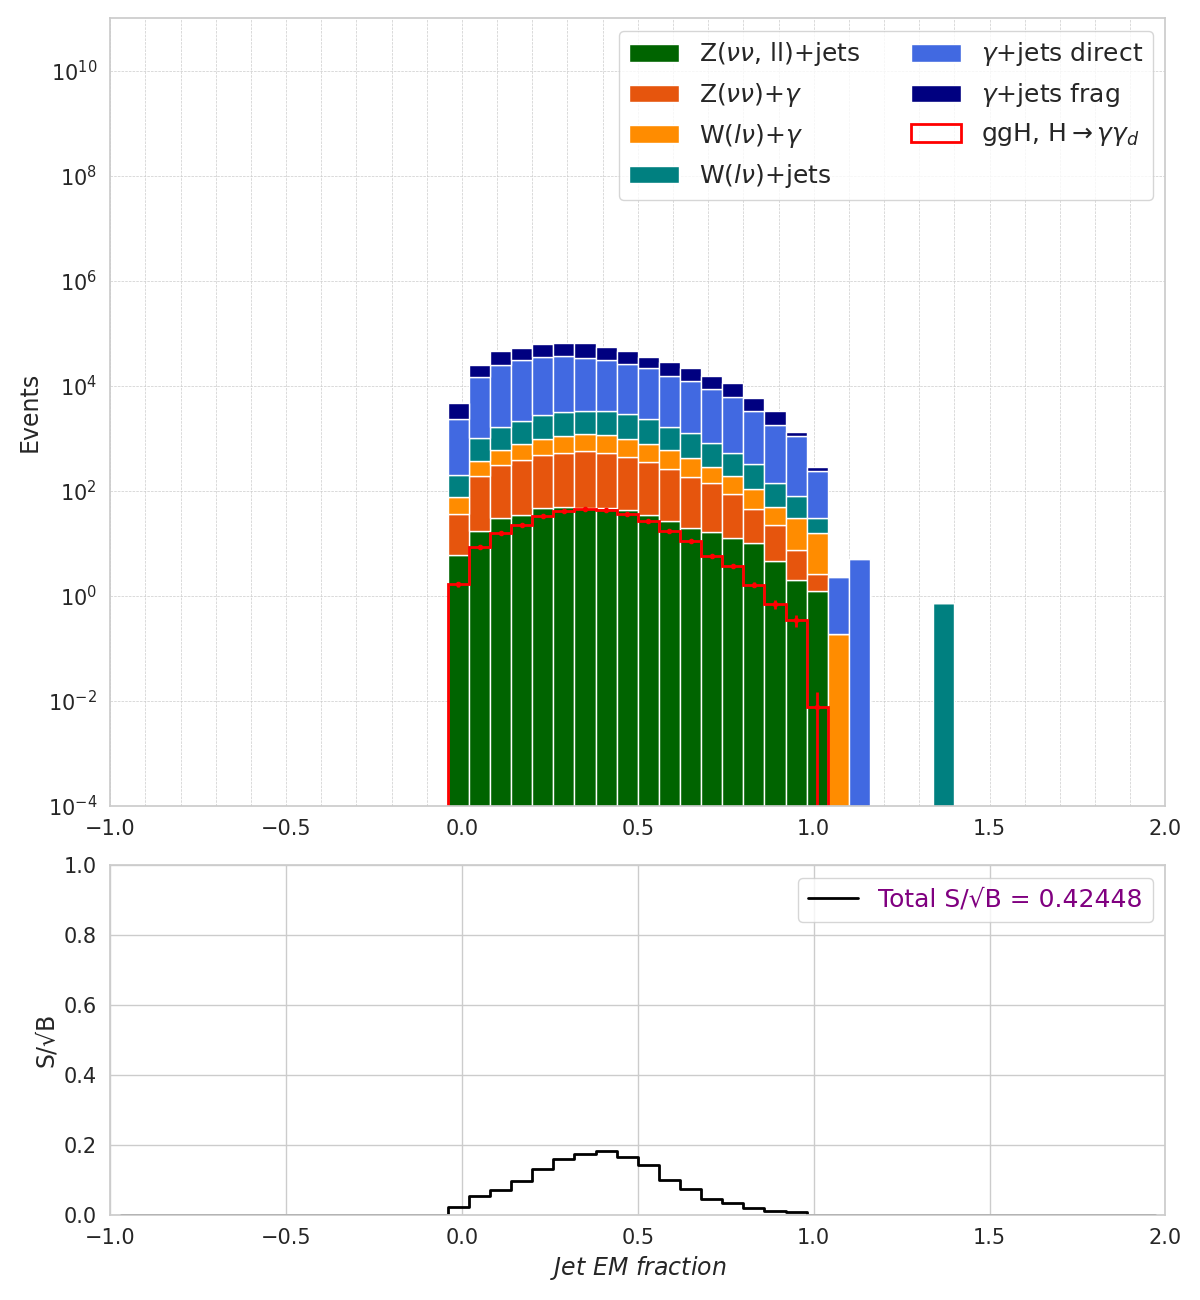 Events
10^10
10^8
10^6
10^4
10^2
10^0
10^−2
10^−4
Z(νν, ll)+jets
Z(νν)+γ
W(lν)+γ
W(lν)+jets
γ+jets direct
γ+jets frag
ggH, H→γγ_d
−1.0 −0.5 0.0 0.5 1.0 1.5 2.0
S/√B
1.0
0.8
0.6
0.4
0.2
0.0
Total S/√B = 0.42448
−1.0 −0.5 0.0 0.5 1.0 1.5 2.0
Jet EM fraction